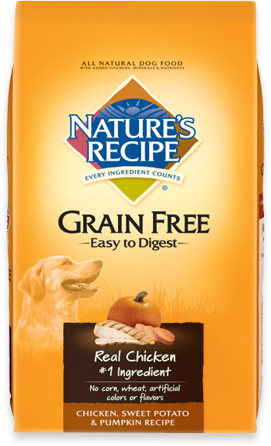 ALL NATURAL DOG FOOD
WITH ADDED VITAMINS, MINERALS & NUTRIENTS
NATURE'S
RECIPE
EVERY INGREDIENT COUNTS
®
GRAIN FREE
Easy to Digest
Real Chicken
#1 Ingredient
No corn, wheat, artificial
colors or flavors
CHICKEN, SWEET POTATO
& PUMPKIN RECIPE